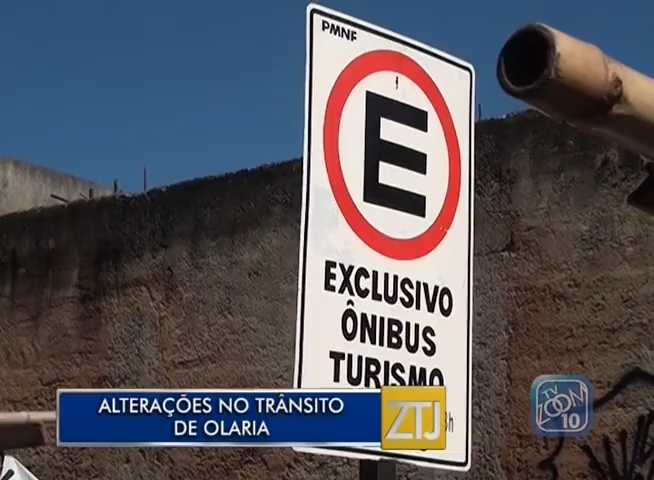 PMNF
E
EXCLUSIVO
ÔNIBUS
TURISMO
ALTERAÇÕES NO TRÂNSITO
DE OLARIA
ZTJ
TV
ZOOM
10